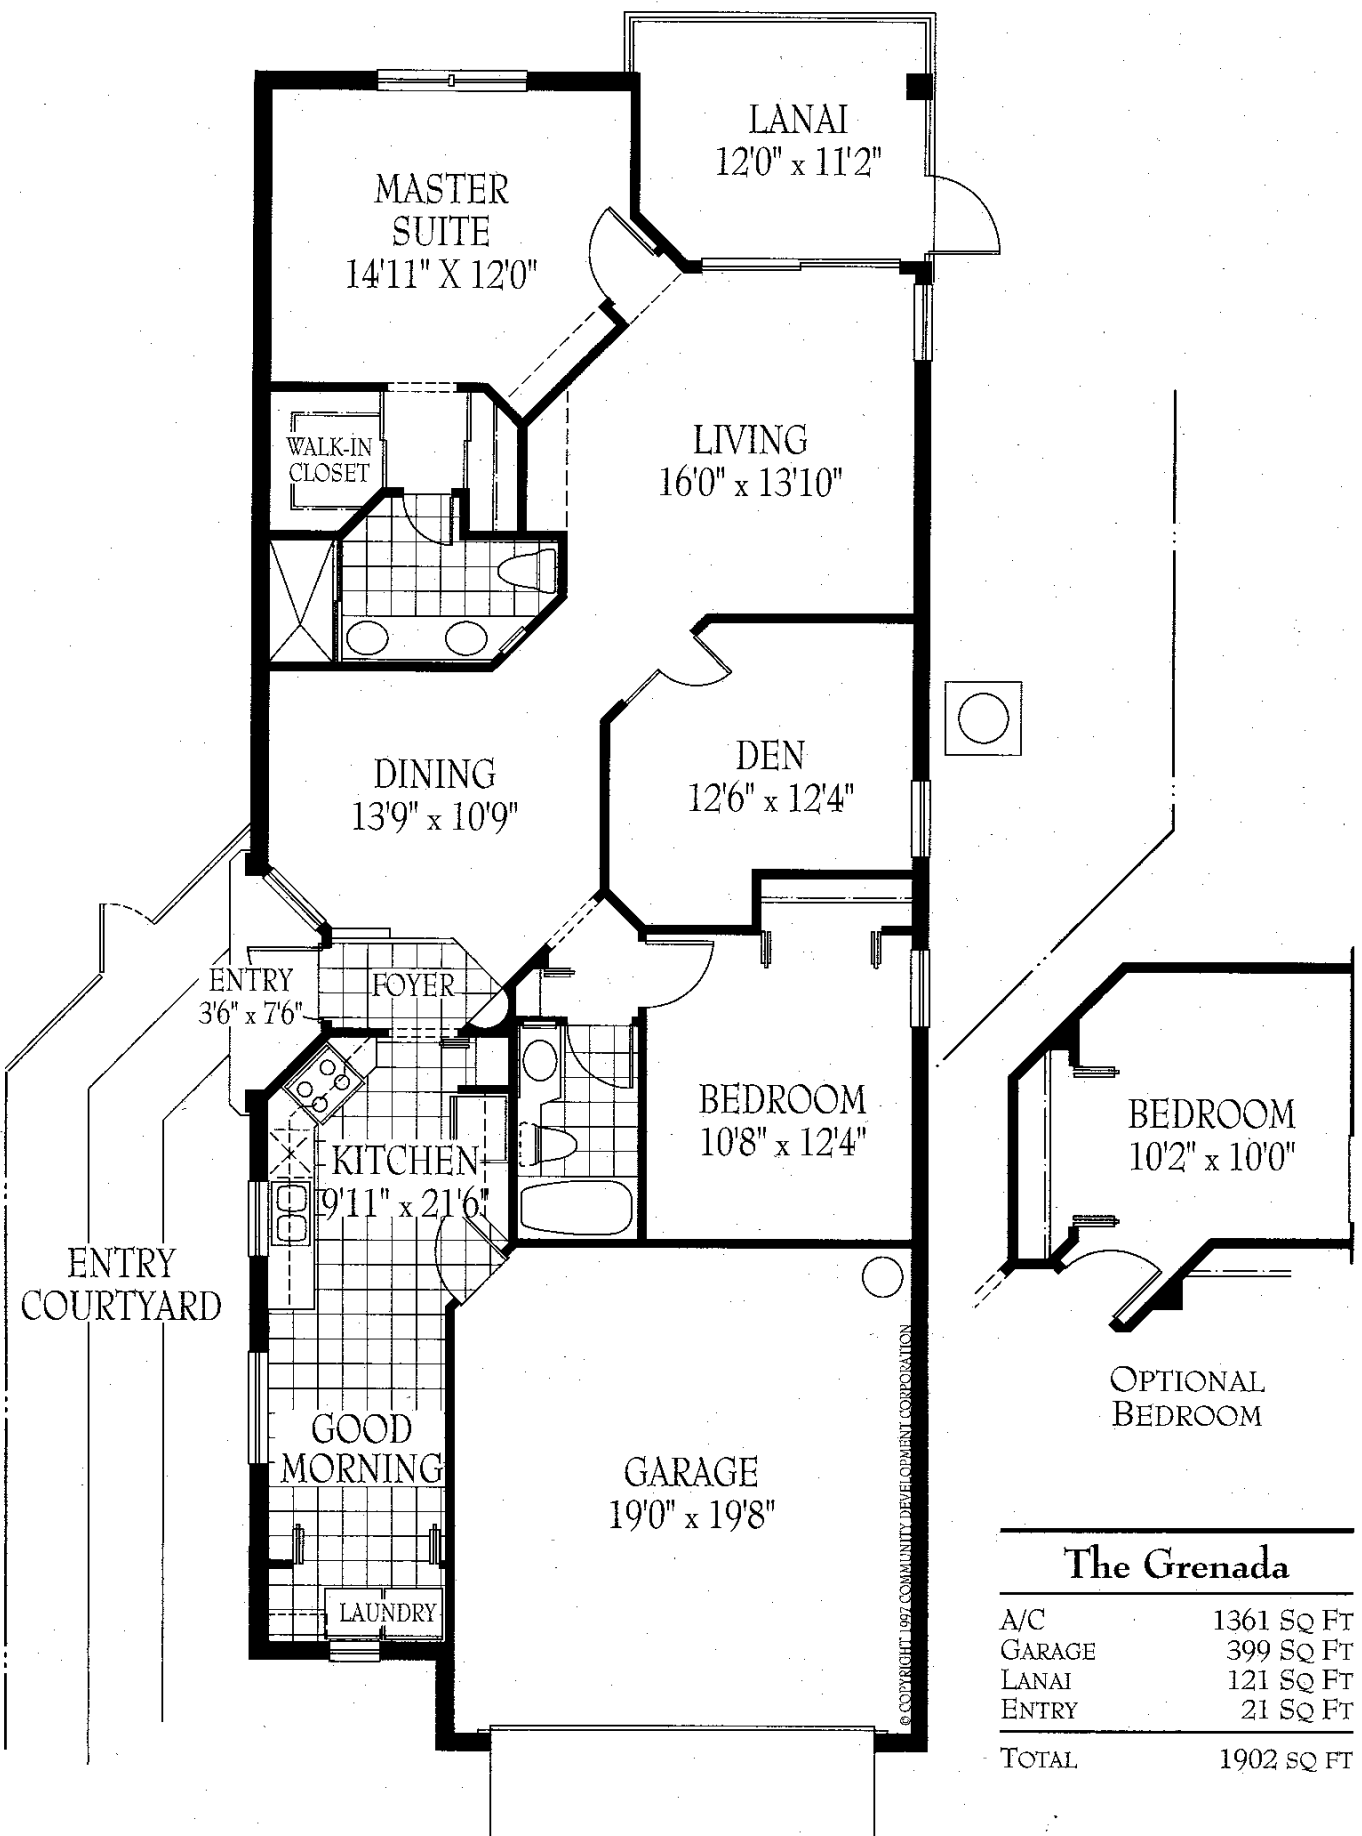 LANAI
12'0" x 11'2"
MASTER
SUITE
14'11" X 12'0"
WALK-IN
CLOSET
LIVING
16'0" x 13'10"
DINING
13'9" x 10'9"
DEN
12'6" x 12'4"
ENTRY
3'6" x 7'6"
FOYER
KITCHEN
9'11" x 21'6"
BEDROOM
10'8" x 12'4"
BEDROOM
10'2" x 10'0"
OPTIONAL
BEDROOM
ENTRY
COURTYARD
GOOD
MORNING
LAUNDRY
GARAGE
19'0" x 19'8"
© COPYRIGHT 1997 COMMUNITY DEVELOPMENT CORPORATION
The Grenada
A/C 1361 SQ FT
GARAGE 399 SQ FT
LANAI 121 SQ FT
ENTRY 21 SQ FT
TOTAL 1902 SQ FT